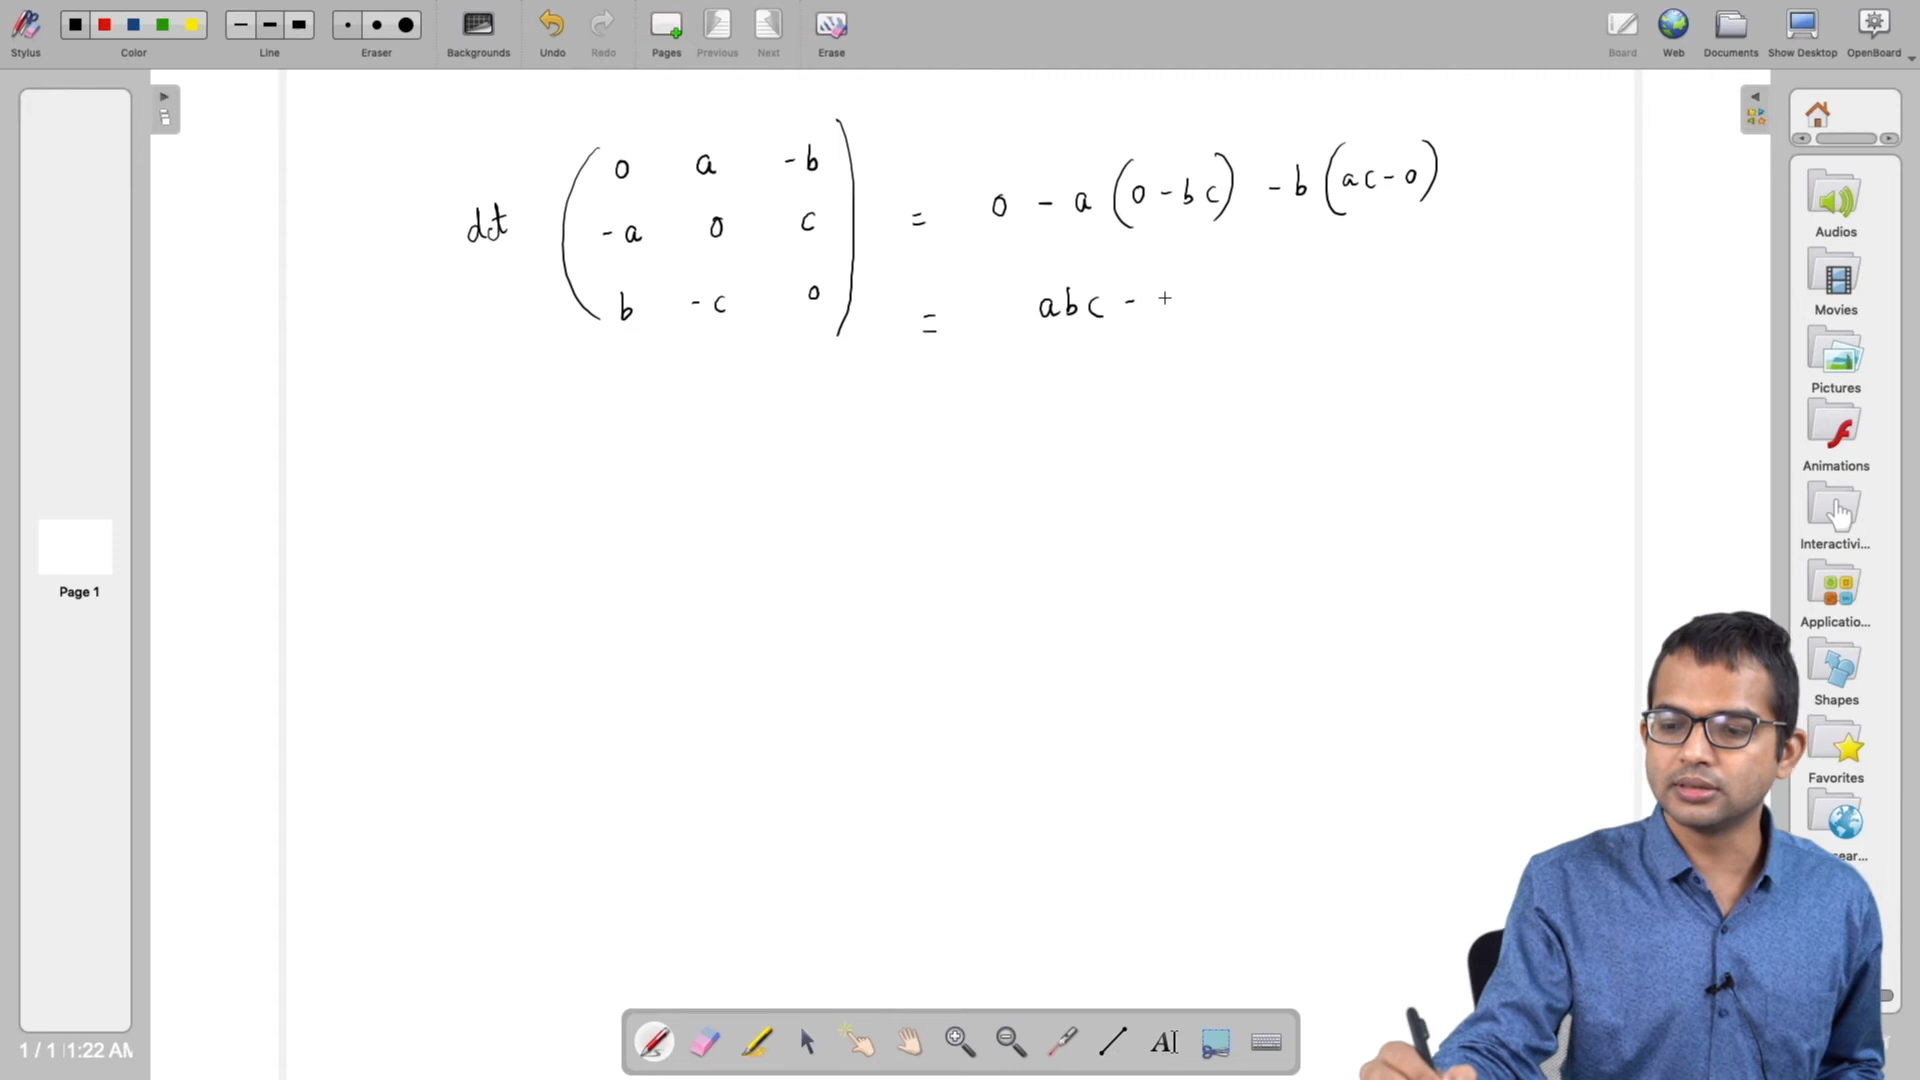 Stylus Color Line Eraser Backgrounds Undo Redo Pages Previous Next Erase Board Web Documents Show Desktop OpenBoard
det ( 0 a -b = 0 - a (0 - bc) - b (ac - 0)
-a 0 c
b -c 0 ) = abc -
Audios
Movies
Pictures
Animations
Interactivi...
Applicatio...
Shapes
Favorites
Page 1
1 / 1
1:22 AM